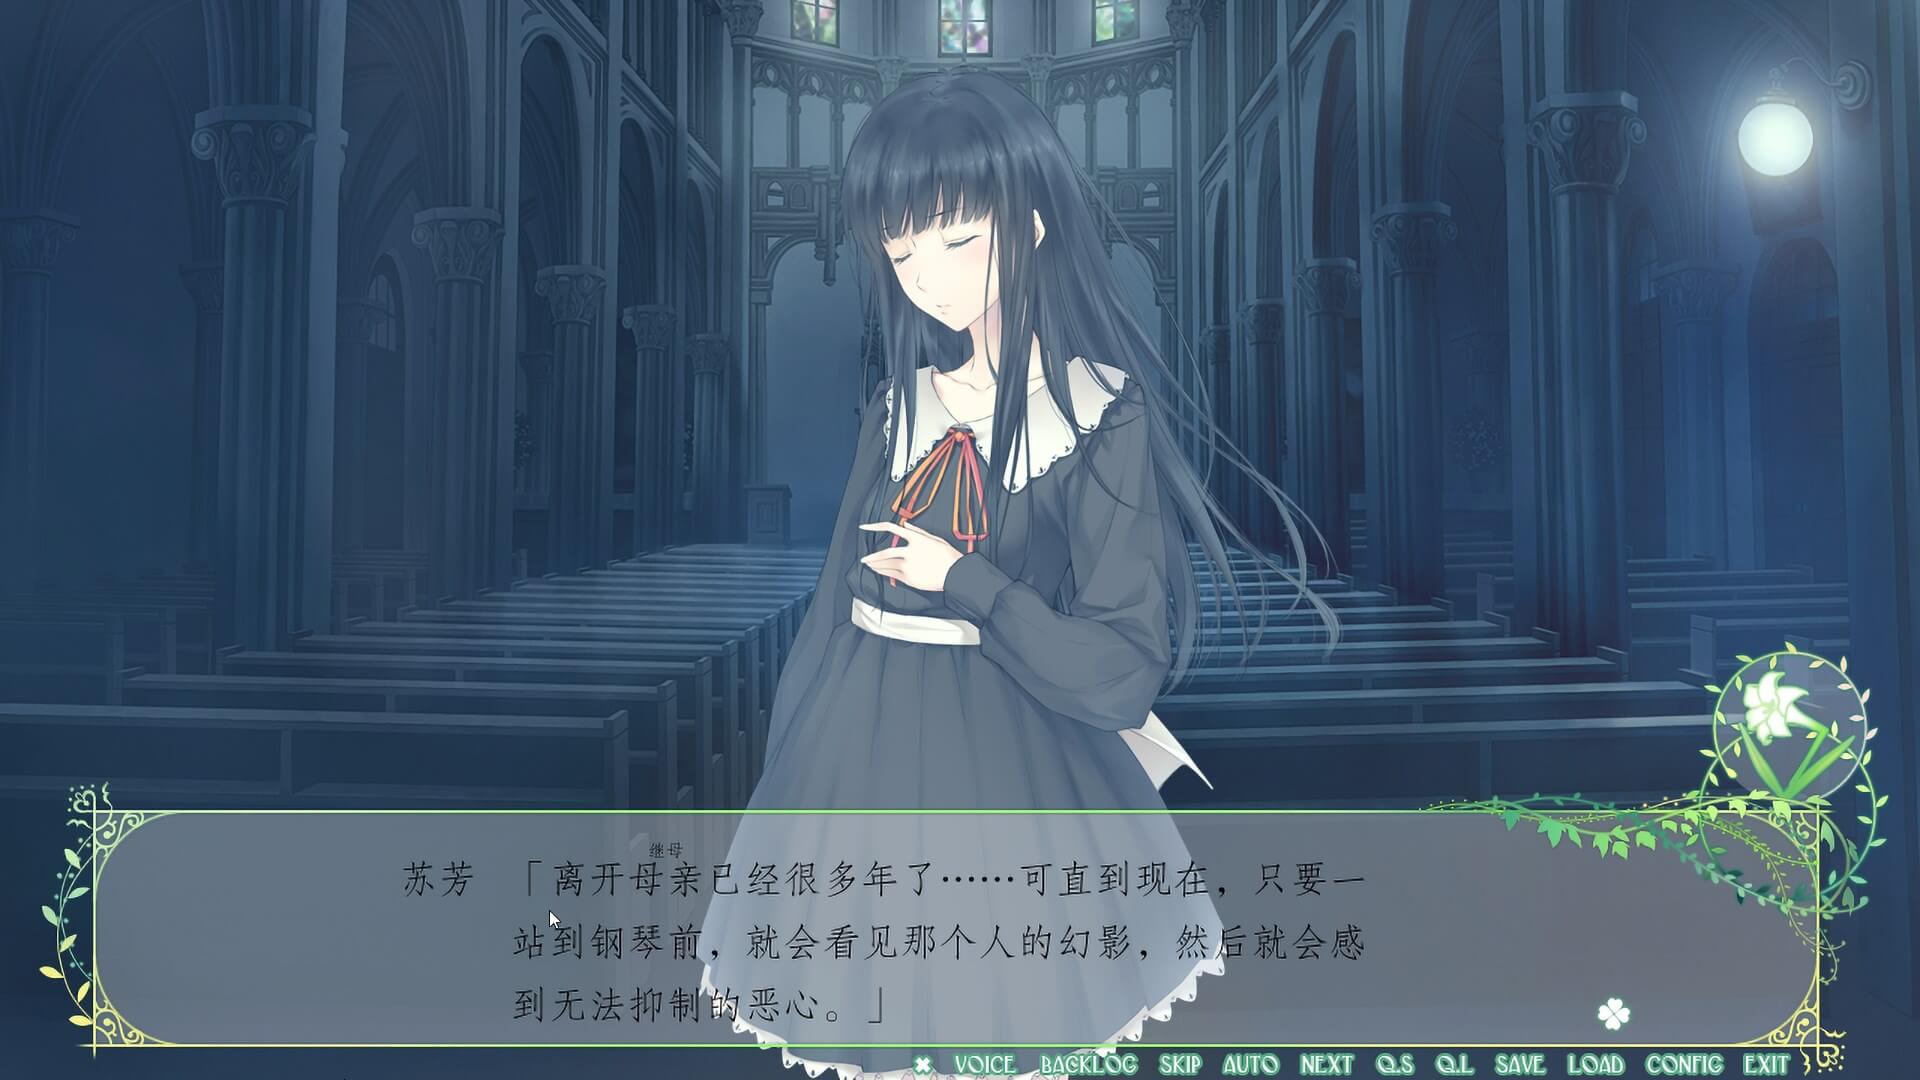 继母
苏芳 「离开母亲已经很多年了……可直到现在，只要一
站到钢琴前，就会看见那个人的幻影，然后就会感
到无法抑制的恶心。」
VOICE BACKLOG SKIP AUTO NEXT Q.S Q.L SAVE LOAD CONFIG EXIT